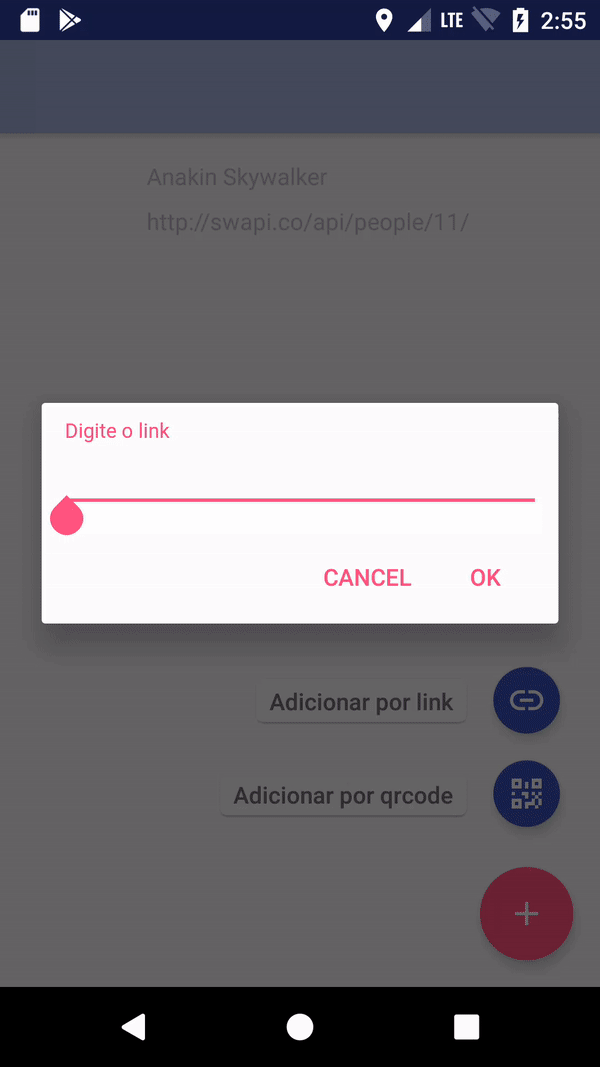 LTE 2:55
Anakin Skywalker
http://swapi.co/api/people/11/
Digite o link
CANCEL OK
Adicionar por link
Adicionar por qrcode